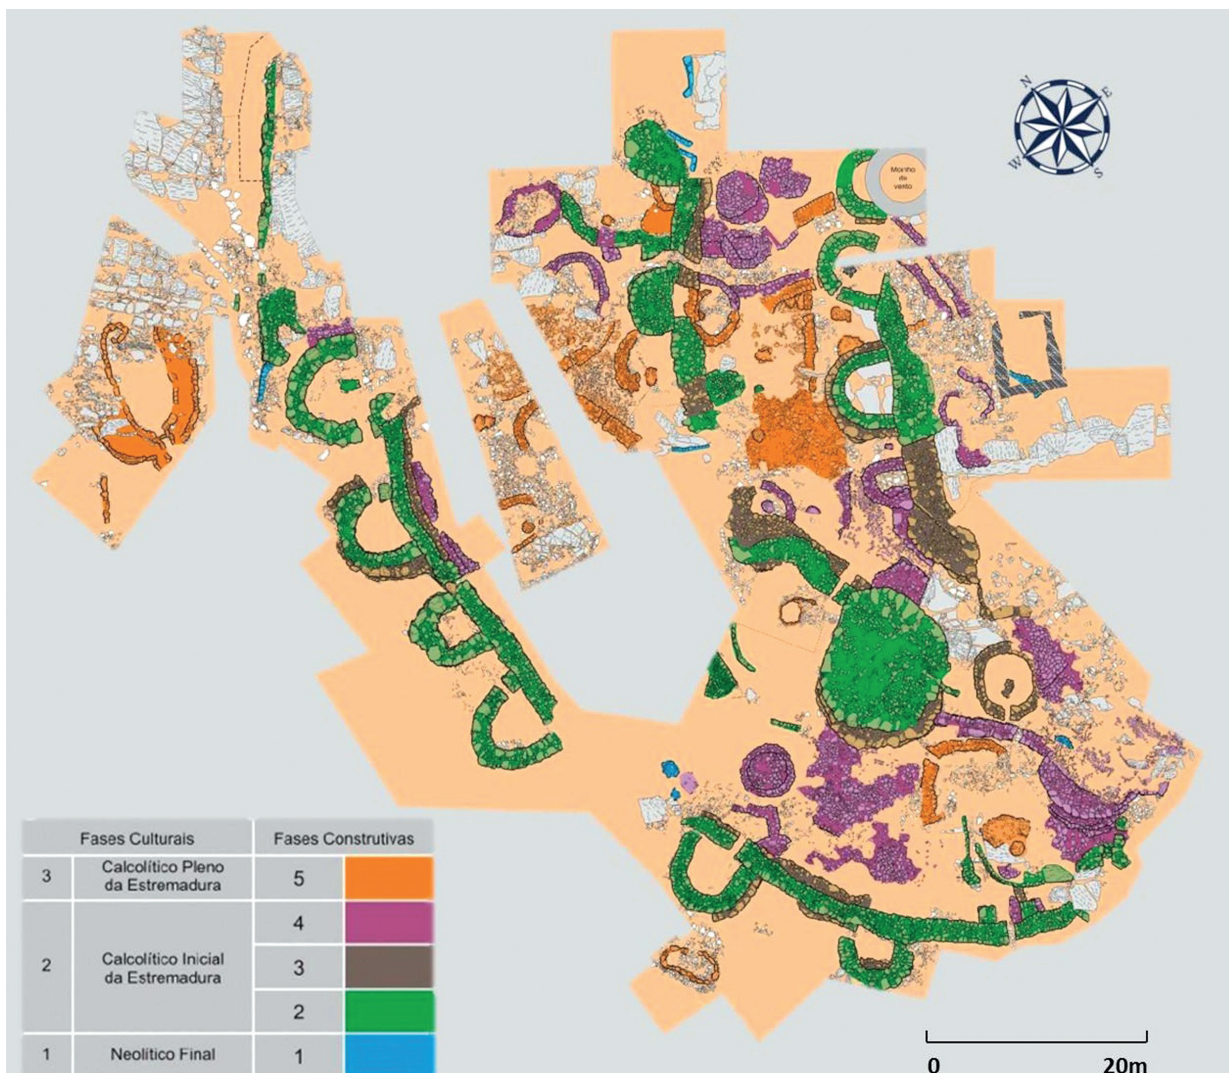 N
E
W
S
Moinho
de
vento
Fases Culturais
Fases Construtivas
3
Calcolítico Pleno
da Estremadura
5
4
2
Calcolítico Inicial
da Estremadura
3
2
1
Neolítico Final
1
0
20m